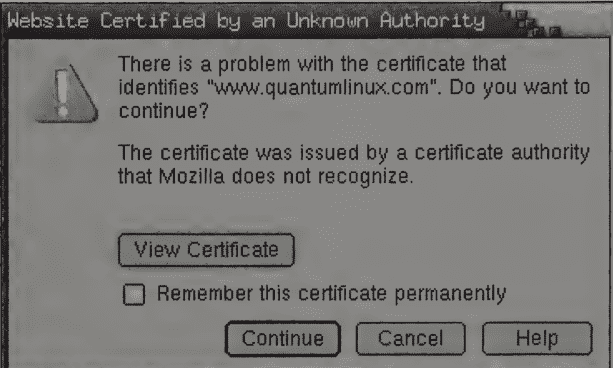 Website Certified by an Unknown Authority
There is a problem with the certificate that
identifies "www.quantumlinux.com". Do you want to
continue?
The certificate was issued by a certificate authority
that Mozilla does not recognize.
View Certificate
Remember this certificate permanently
Continue Cancel Help